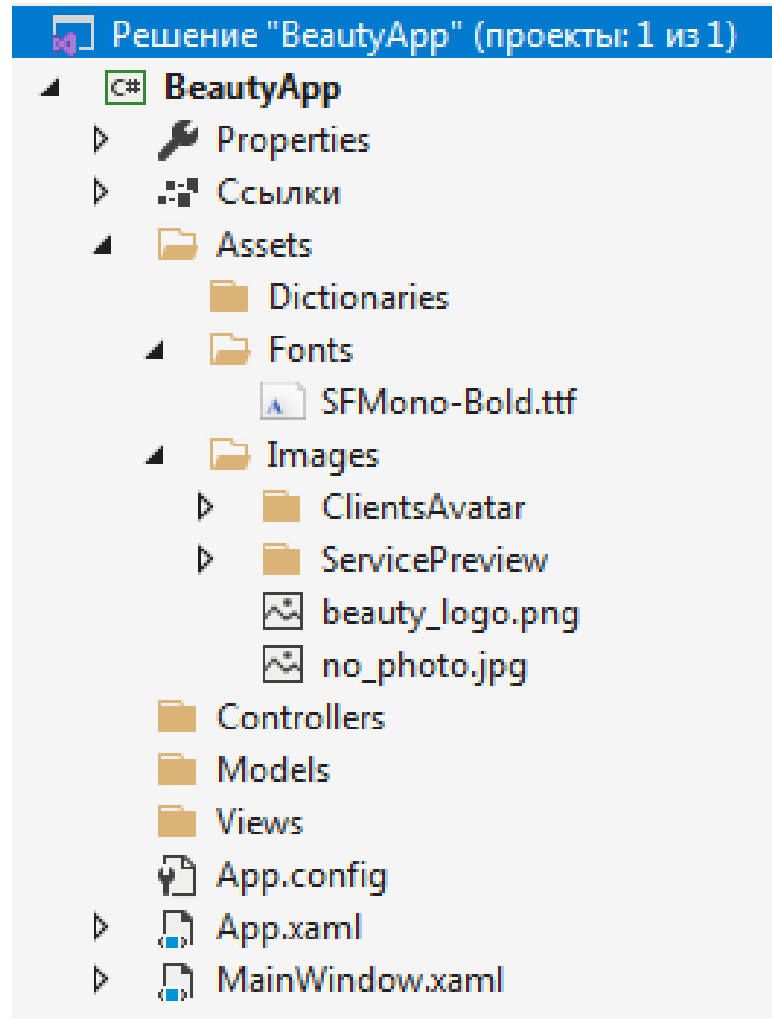 Решение "BeautyApp" (проекты: 1 из 1)
C# BeautyApp
Properties
Ссылки
Assets
Dictionaries
Fonts
SFMono-Bold.ttf
Images
ClientsAvatar
ServicePreview
beauty_logo.png
no_photo.jpg
Controllers
Models
Views
App.config
App.xaml
MainWindow.xaml